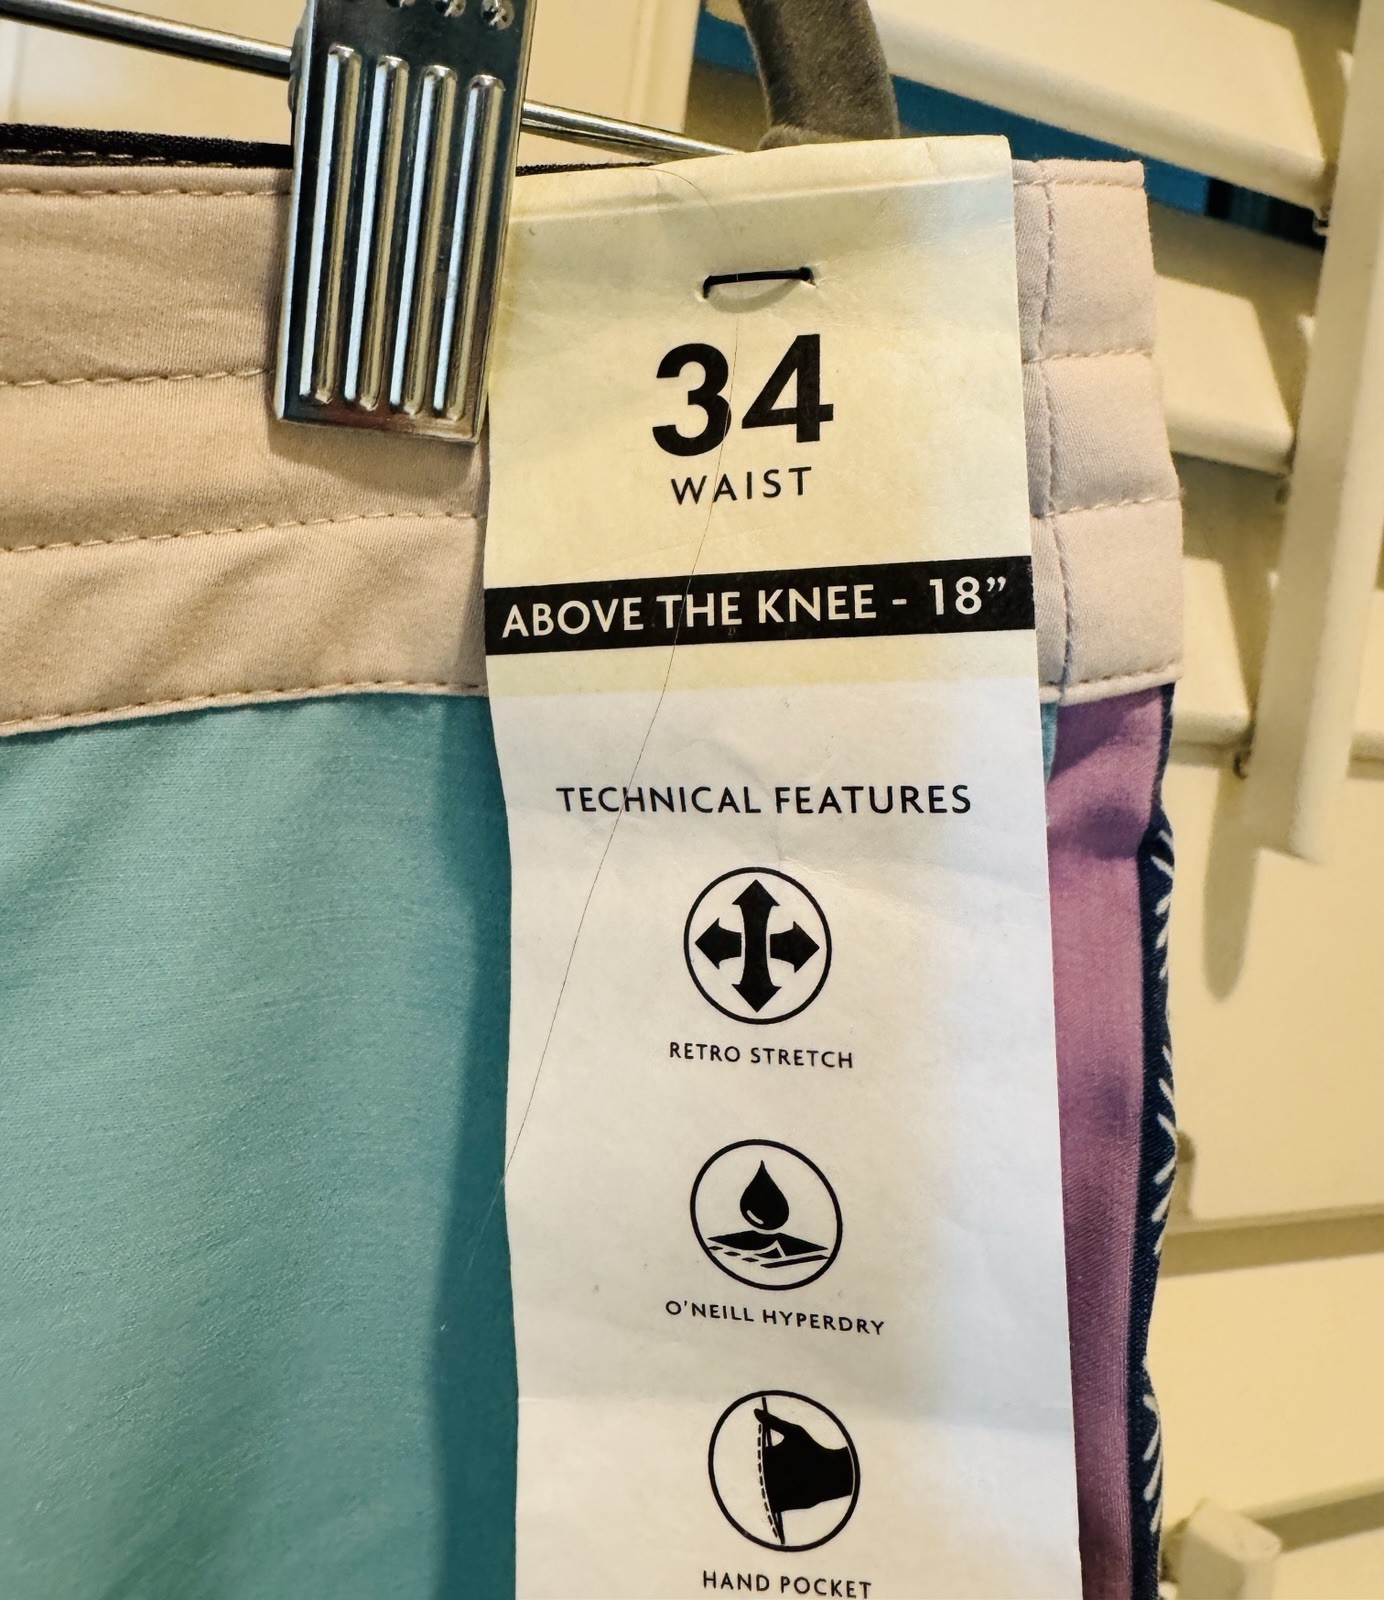 34
WAIST
ABOVE THE KNEE - 18”
TECHNICAL FEATURES
RETRO STRETCH
O'NEILL HYPERDRY
HAND POCKET